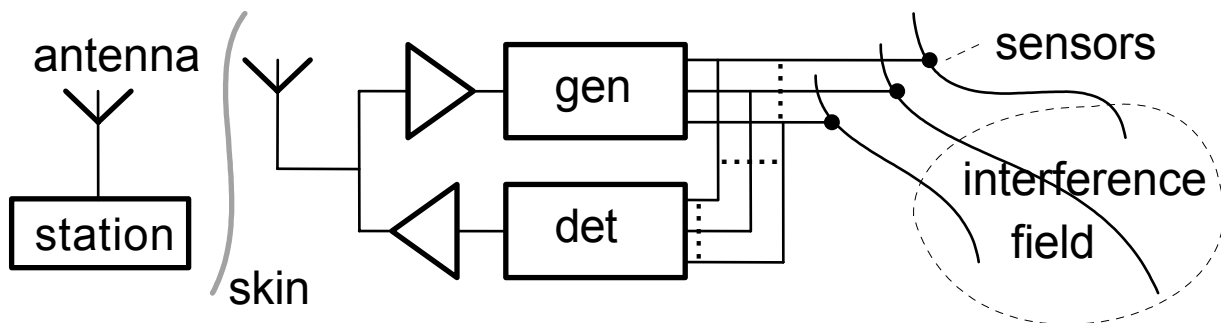 antenna
station
skin
gen
det
sensors
interference
field